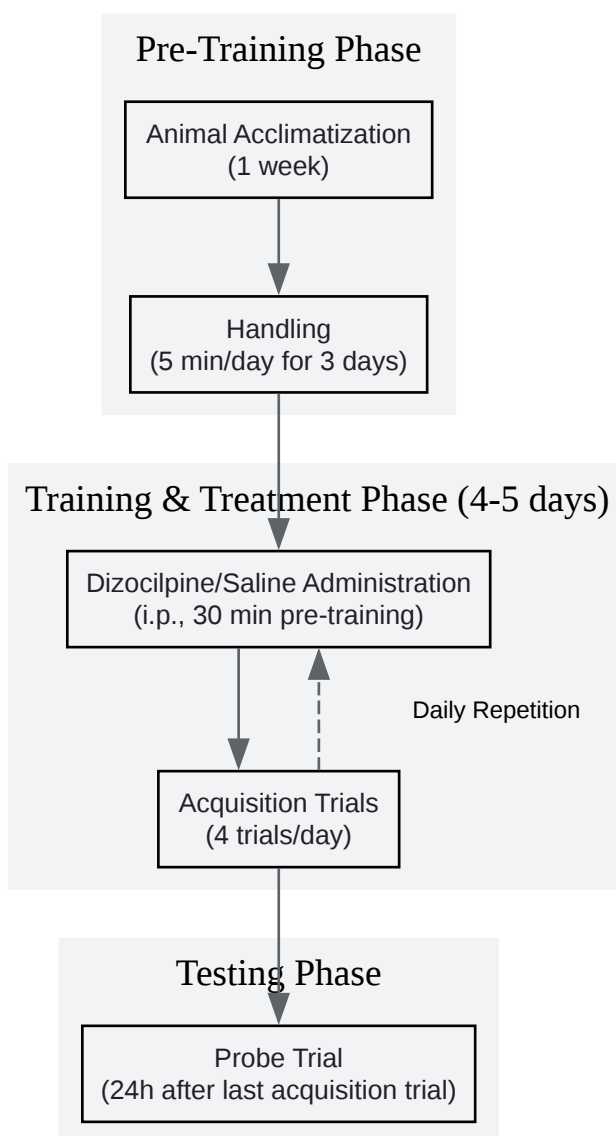 Pre-Training Phase
Animal Acclimatization
(1 week)
Handling
(5 min/day for 3 days)
Training & Treatment Phase (4-5 days)
Dizocilpine/Saline Administration
(i.p., 30 min pre-training)
Daily Repetition
Acquisition Trials
(4 trials/day)
Testing Phase
Probe Trial
(24h after last acquisition trial)